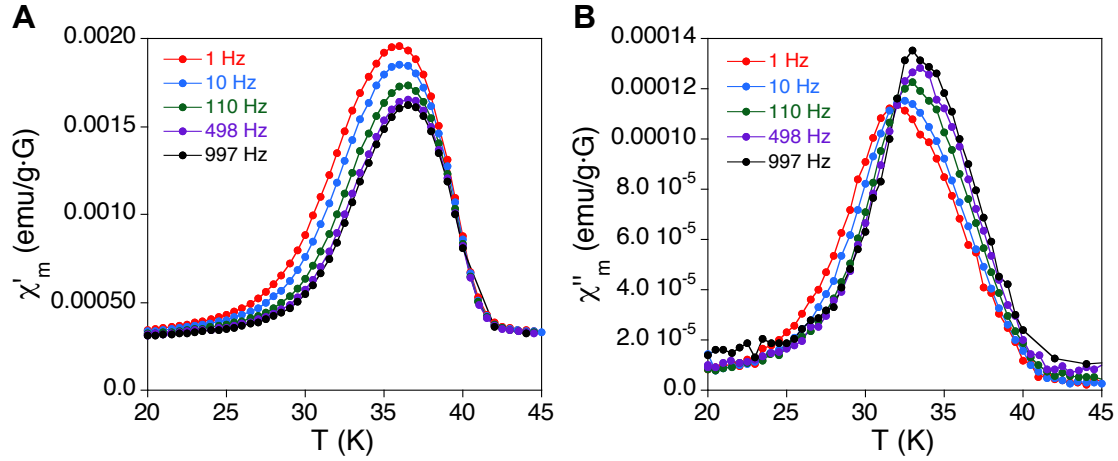 A
0.0020
0.0015
0.0010
0.00050
0.0
χ'm (emu/g·G)
1 Hz
10 Hz
110 Hz
498 Hz
997 Hz
20 25 30 35 40 45
T (K)
B
0.00014
0.00012
0.00010
8.0 10-5
6.0 10-5
4.0 10-5
2.0 10-5
0.0
χ''m (emu/g·G)
1 Hz
10 Hz
110 Hz
498 Hz
997 Hz
20 25 30 35 40 45
T (K)